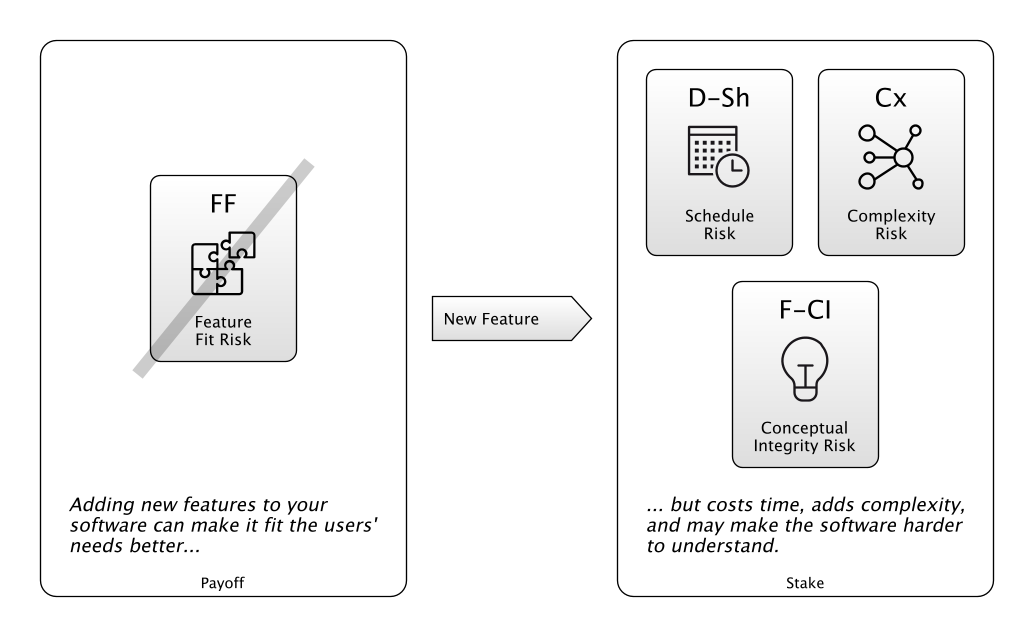 FF
Feature
Fit Risk
Adding new features to your
software can make it fit the users'
needs better...
Payoff
New Feature
D-Sh
Schedule
Risk
Cx
Complexity
Risk
F-CI
Conceptual
Integrity Risk
... but costs time, adds complexity,
and may make the software harder
to understand.
Stake